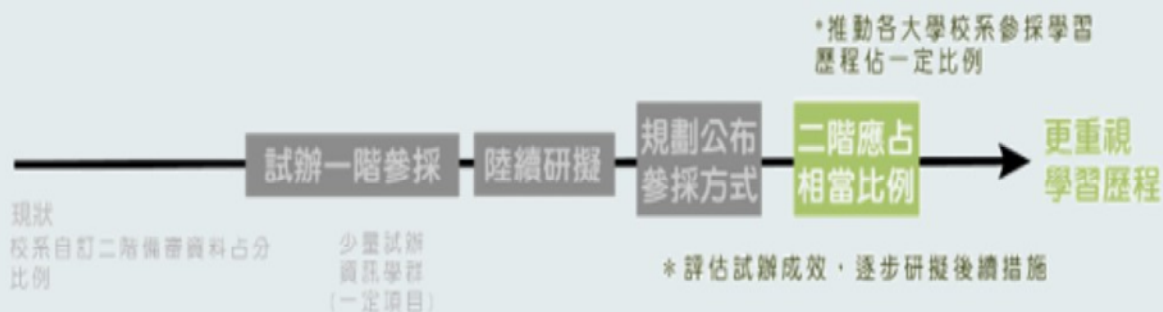 *推動各大學校系參採學習
歷程佔一定比例
試辦一階參採
陸續研擬
規劃公布
參採方式
二階應占
相當比例
更重視
學習歷程
現狀
校系自訂二階備審資料占分
比例
少量試辦
資訊學群
(一定項目)
*評估試辦成效,逐步研擬後續措施